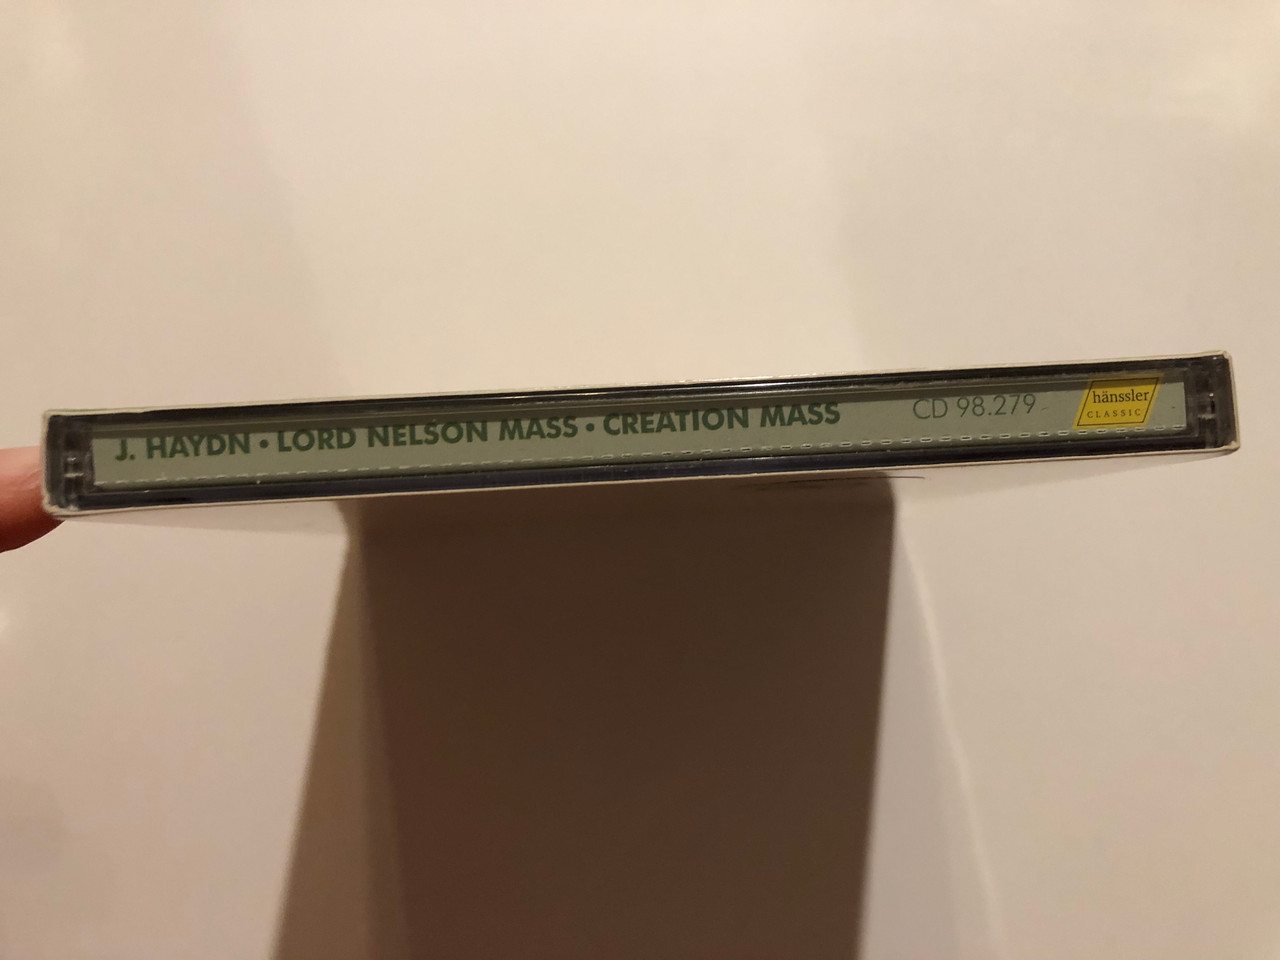 J. HAYDN • LORD NELSON MASS • CREATION MASS CD 98.279
hänssler
CLASSIC